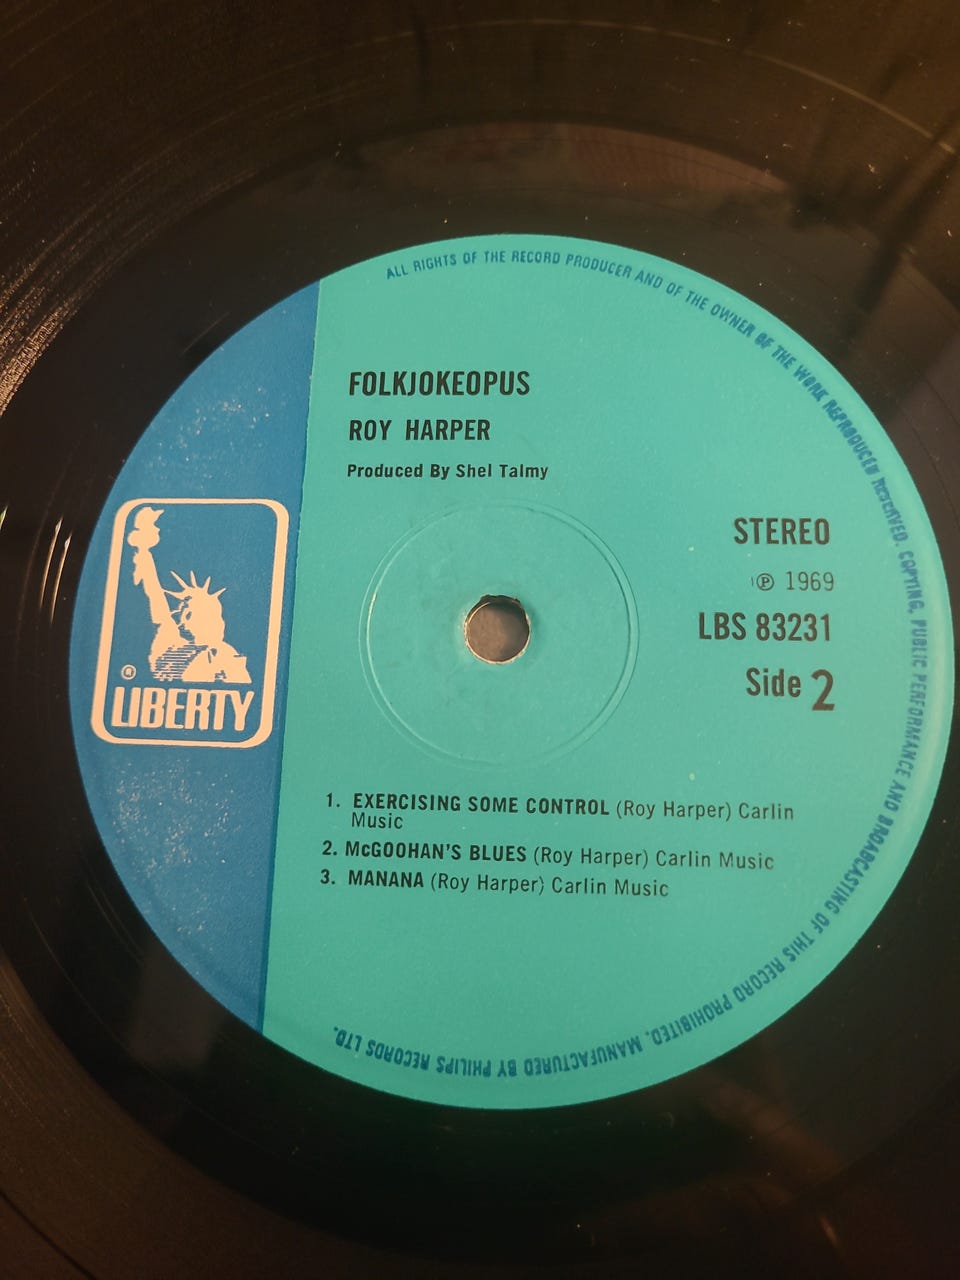 ALL RIGHTS OF THE RECORD PRODUCER AND OF THE OWNER OF THE WORK REPRODUCED RESERVED. COPYING, PUBLIC PERFORMANCE AND BROADCASTING OF THIS RECORD PROHIBITED. MANUFACTURED BY PHILIPS RECORDS LTD.
FOLKJOKEOPUS
ROY HARPER
Produced By Shel Talmy
STEREO
℗ 1969
LBS 83231
Side 2
®
LIBERTY
1. EXERCISING SOME CONTROL (Roy Harper) Carlin
Music
2. McGOOHAN'S BLUES (Roy Harper) Carlin Music
3. MANANA (Roy Harper) Carlin Music